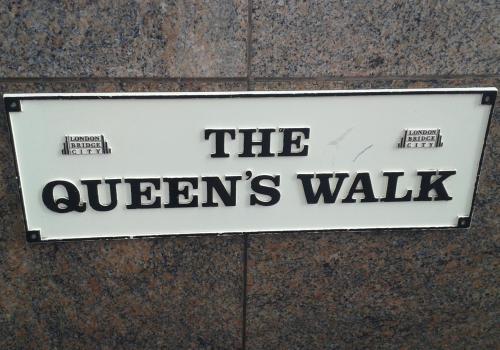 LONDON
BRIDGE
CITY
THE
LONDON
BRIDGE
CITY
QUEEN'S WALK